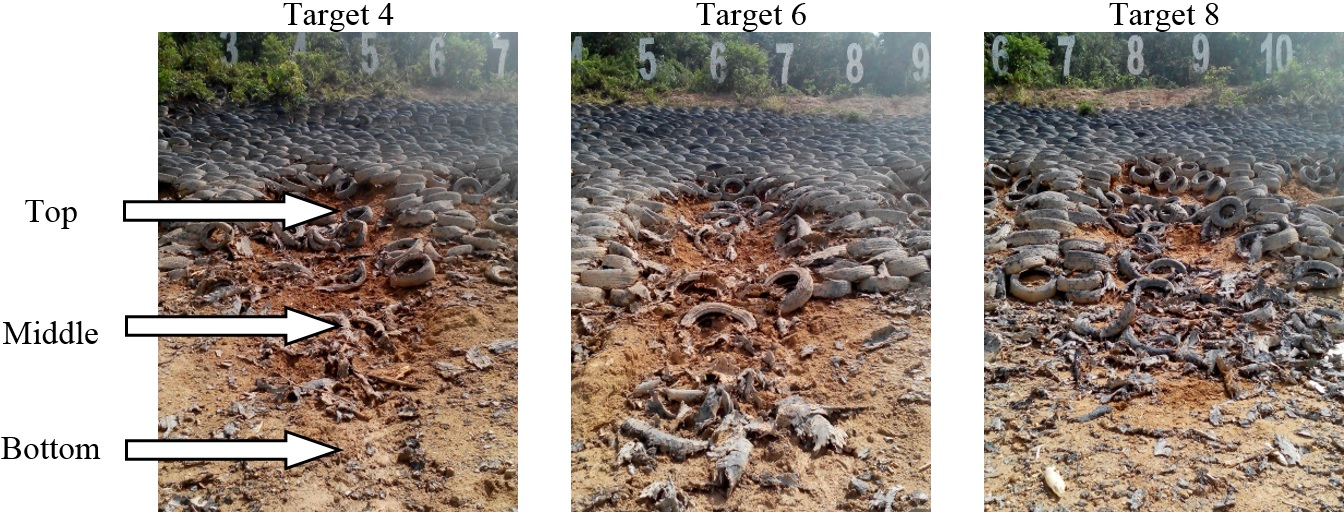 Target 4
Target 6
Target 8
3 4 5 6 7
4 5 6 7 8 9
6 7 8 9 10
Top
Middle
Bottom